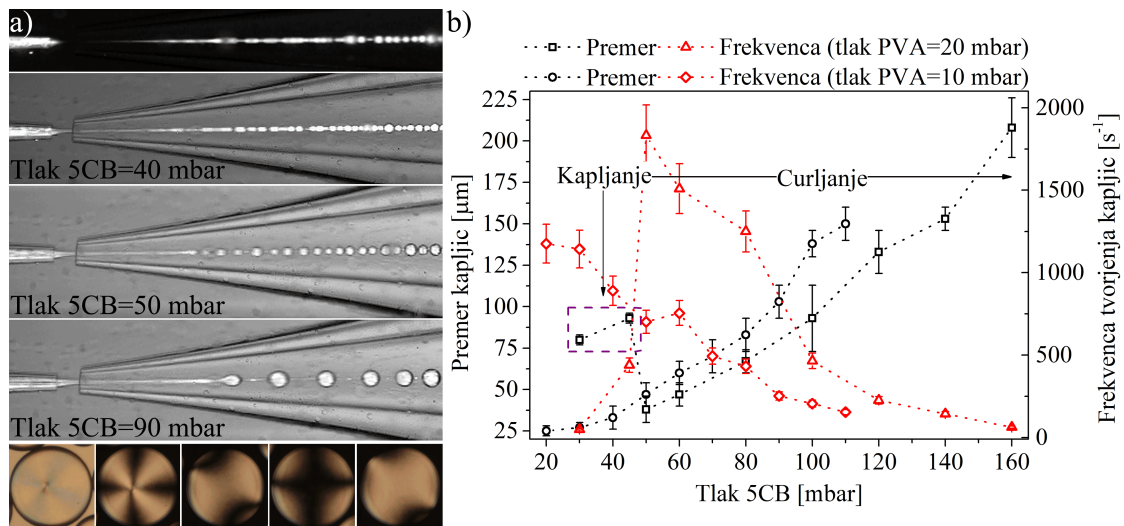 a)
Tlak 5CB=40 mbar
Tlak 5CB=50 mbar
Tlak 5CB=90 mbar
b)
Premer Frekvenca (tlak PVA=20 mbar)
Premer Frekvenca (tlak PVA=10 mbar)
Premer kapljic [µm]
225
200
175
150
125
100
75
50
25
Kapljanje
Curljanje
2000
1500
1000
500
0
Frekvenca tvorjenja kapljic [s⁻¹]
20 40 60 80 100 120 140 160
Tlak 5CB [mbar]